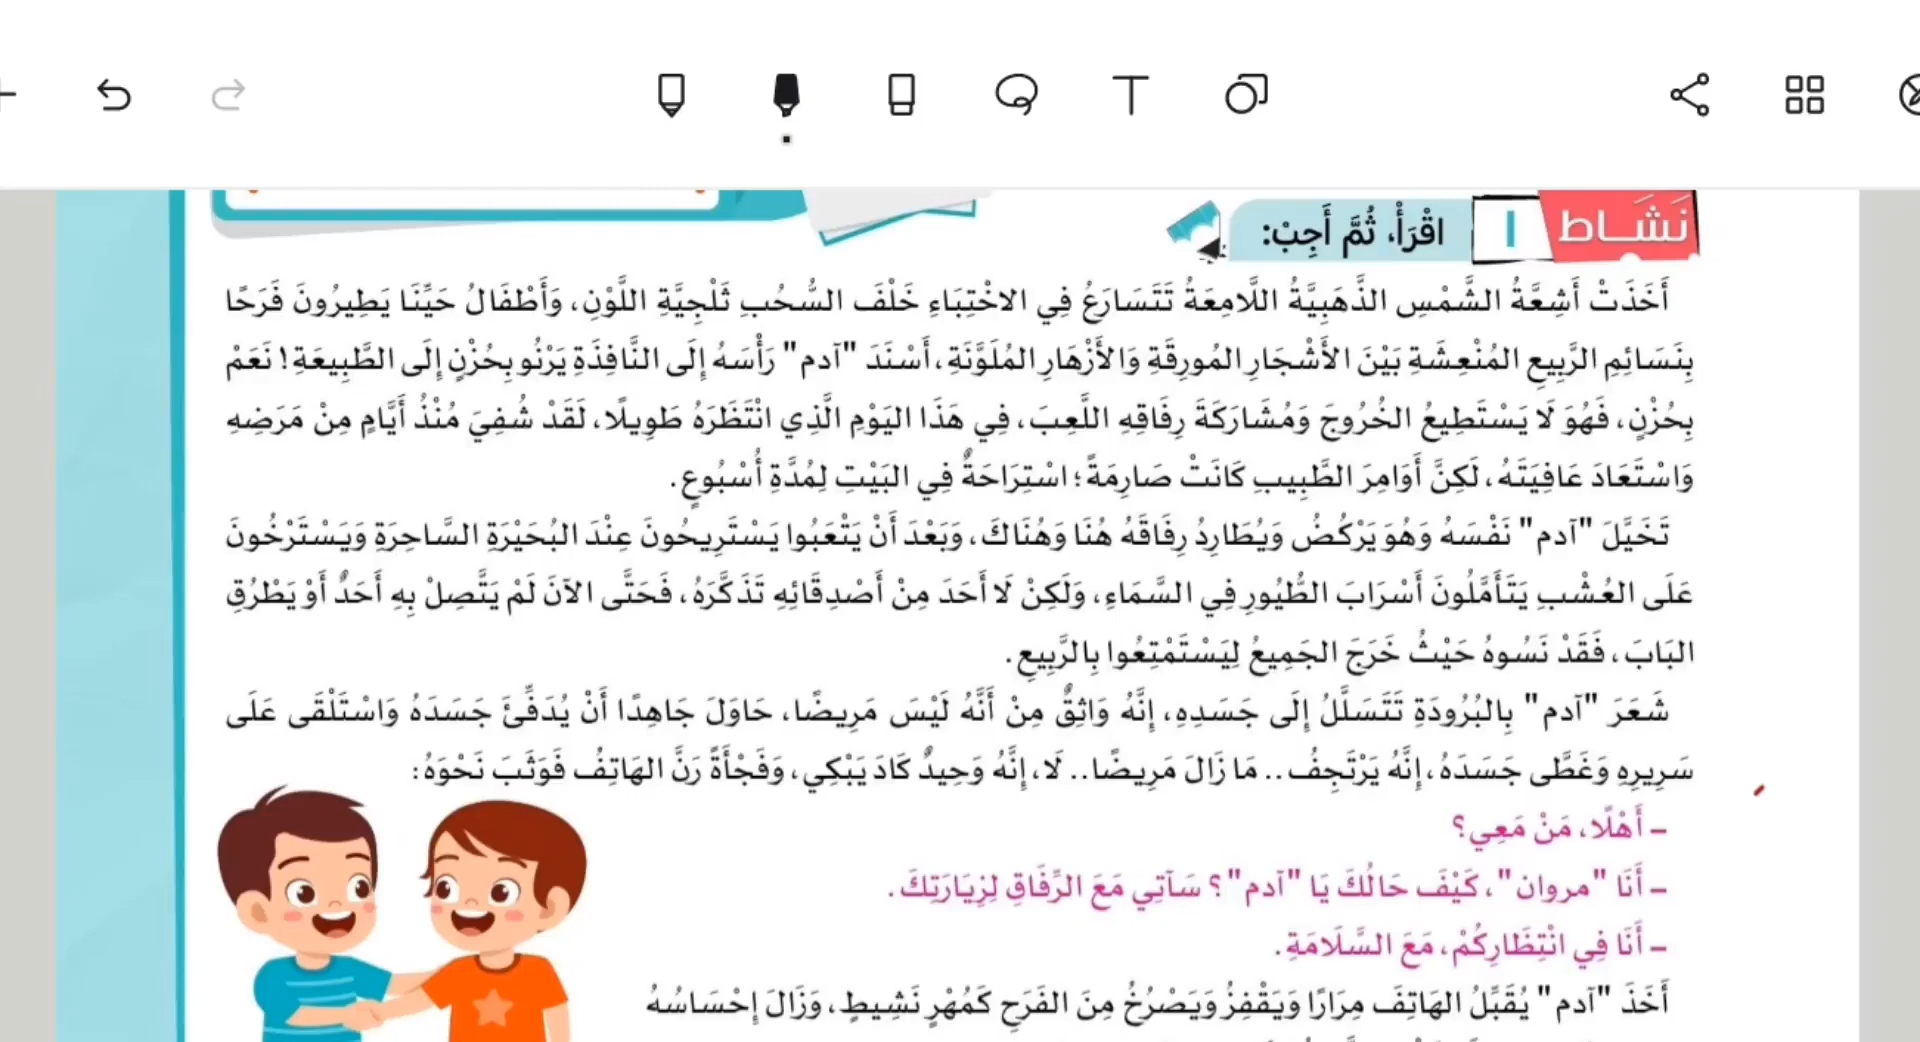 نَشَاط
١
اقْرَأْ، ثُمَّ أَجِبْ:
أَخَذَتْ أَشِعَّةُ الشَّمْسِ الذَّهَبِيَّةُ اللَّامِعَةُ تَتَسَارَعُ فِي الاخْتِبَاءِ خَلْفَ السُّحُبِ ثَلْجِيَّةِ اللَّوْنِ، وَأَطْفَالُ حَيِّنَا يَطِيرُونَ فَرَحًا
بِنَسَائِمِ الرَّبِيعِ المُنْعِشَةِ بَيْنَ الأَشْجَارِ المُورِقَةِ وَالأَزْهَارِ المُلَوَّنَةِ، أَسْنَدَ "آدم" رَأْسَهُ إِلَى النَّافِذَةِ يَرْنُو بِحُزْنٍ إِلَى الطَّبِيعَةِ! نَعَمْ
بِحُزْنٍ، فَهُوَ لَا يَسْتَطِيعُ الخُرُوجَ وَمُشَارَكَةَ رِفَاقِهِ اللَّعِبَ، فِي هَذَا اليَوْمِ الَّذِي انْتَظَرَهُ طَوِيلًا، لَقَدْ شُفِيَ مُنْذُ أَيَّامٍ مِنْ مَرَضِهِ
وَاسْتَعَادَ عَافِيَتَهُ، لَكِنَّ أَوَامِرَ الطَّبِيبِ كَانَتْ صَارِمَةً؛ اسْتِرَاحَةٌ فِي البَيْتِ لِمُدَّةِ أُسْبُوعٍ.
تَخَيَّلَ "آدم" نَفْسَهُ وَهُوَ يَرْكُضُ وَيُطَارِدُ رِفَاقَهُ هُنَا وَهُنَاكَ، وَبَعْدَ أَنْ يَتْعَبُوا يَسْتَرِيحُونَ عِنْدَ البُحَيْرَةِ السَّاحِرَةِ وَيَسْتَرْخُونَ
عَلَى العُشْبِ يَتَأَمَّلُونَ أَسْرَابَ الطُّيُورِ فِي السَّمَاءِ، وَلَكِنْ لَا أَحَدَ مِنْ أَصْدِقَائِهِ تَذَكَّرَهُ، فَحَتَّى الآنَ لَمْ يَتَّصِلْ بِهِ أَحَدٌ أَوْ يَطْرُقِ
البَابَ، فَقَدْ نَسُوهُ حَيْثُ خَرَجَ الجَمِيعُ لِيَسْتَمْتِعُوا بِالرَّبِيعِ.
شَعَرَ "آدم" بِالبُرُودَةِ تَتَسَلَّلُ إِلَى جَسَدِهِ، إِنَّهُ وَاثِقٌ مِنْ أَنَّهُ لَيْسَ مَرِيضًا، حَاوَلَ جَاهِدًا أَنْ يُدَفِّئَ جَسَدَهُ وَاسْتَلْقَى عَلَى
سَرِيرِهِ وَغَطَّى جَسَدَهُ، إِنَّهُ يَرْتَجِفُ.. مَا زَالَ مَرِيضًا.. لَا، إِنَّهُ وَحِيدٌ كَادَ يَبْكِي، وَفَجْأَةً رَنَّ الهَاتِفُ فَوَثَبَ نَحْوَهُ:
- أَهْلًا، مَنْ مَعِي؟
- أَنَا "مروان"، كَيْفَ حَالُكَ يَا "آدم"؟ سَآتِي مَعَ الرِّفَاقِ لِزِيَارَتِكَ.
- أَنَا فِي انْتِظَارِكُمْ، مَعَ السَّلَامَةِ.
أَخَذَ "آدم" يُقَبِّلُ الهَاتِفَ مِرَارًا وَيَقْفِزُ وَيَصْرُخُ مِنَ الفَرَحِ كَمُهْرٍ نَشِيطٍ، وَزَالَ إِحْسَاسُهُ